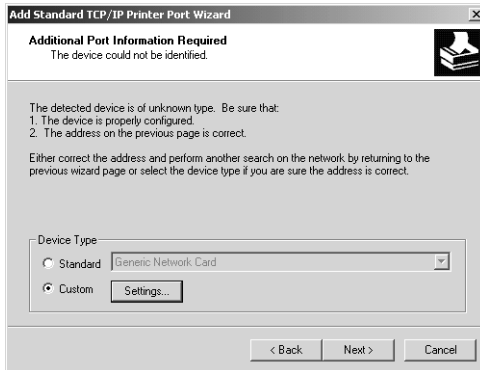 Add Standard TCP/IP Printer Port Wizard
Additional Port Information Required
The device could not be identified.
The detected device is of unknown type. Be sure that:
1. The device is properly configured.
2. The address on the previous page is correct.
Either correct the address and perform another search on the network by returning to the
previous wizard page or select the device type if you are sure the address is correct.
Device Type
Standard Generic Network Card
Custom Settings...
< Back Next > Cancel